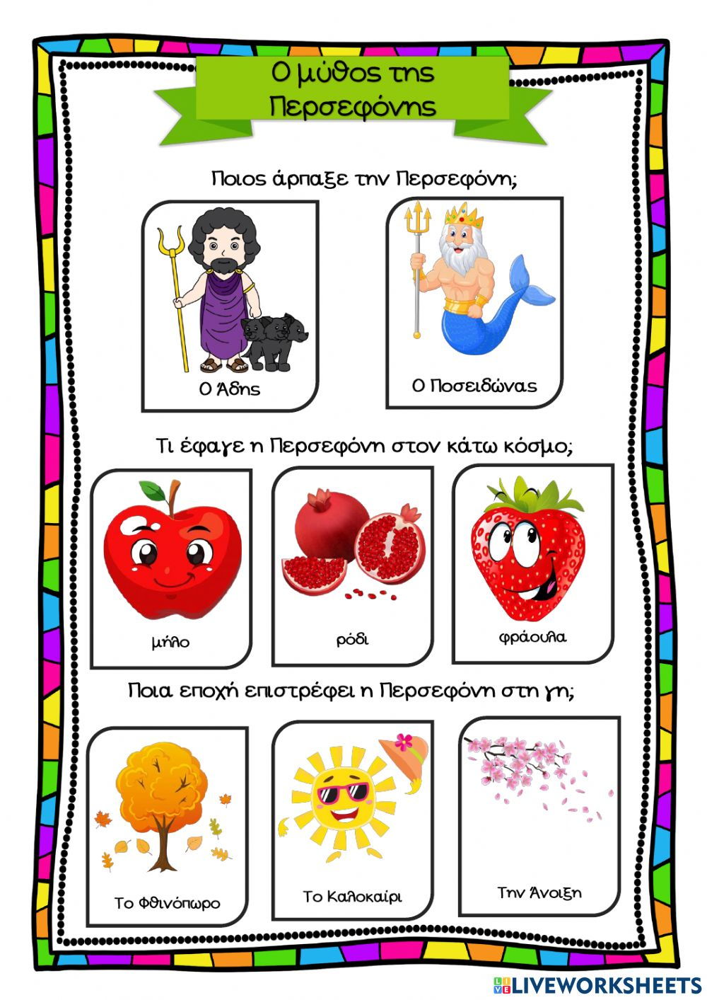 Ο μύθος της
Περσεφόνης
Ποιος άρπαξε την Περσεφόνη;
Ο Άδης
Ο Ποσειδώνας
Τι έφαγε η Περσεφόνη στον κάτω κόσμο;
μήλο
ρόδι
φράουλα
Ποια εποχή επιστρέφει η Περσεφόνη στη γη;
Το Φθινόπωρο
Το Καλοκαίρι
Την Άνοιξη
LIVE LIVEWORKSHEETS